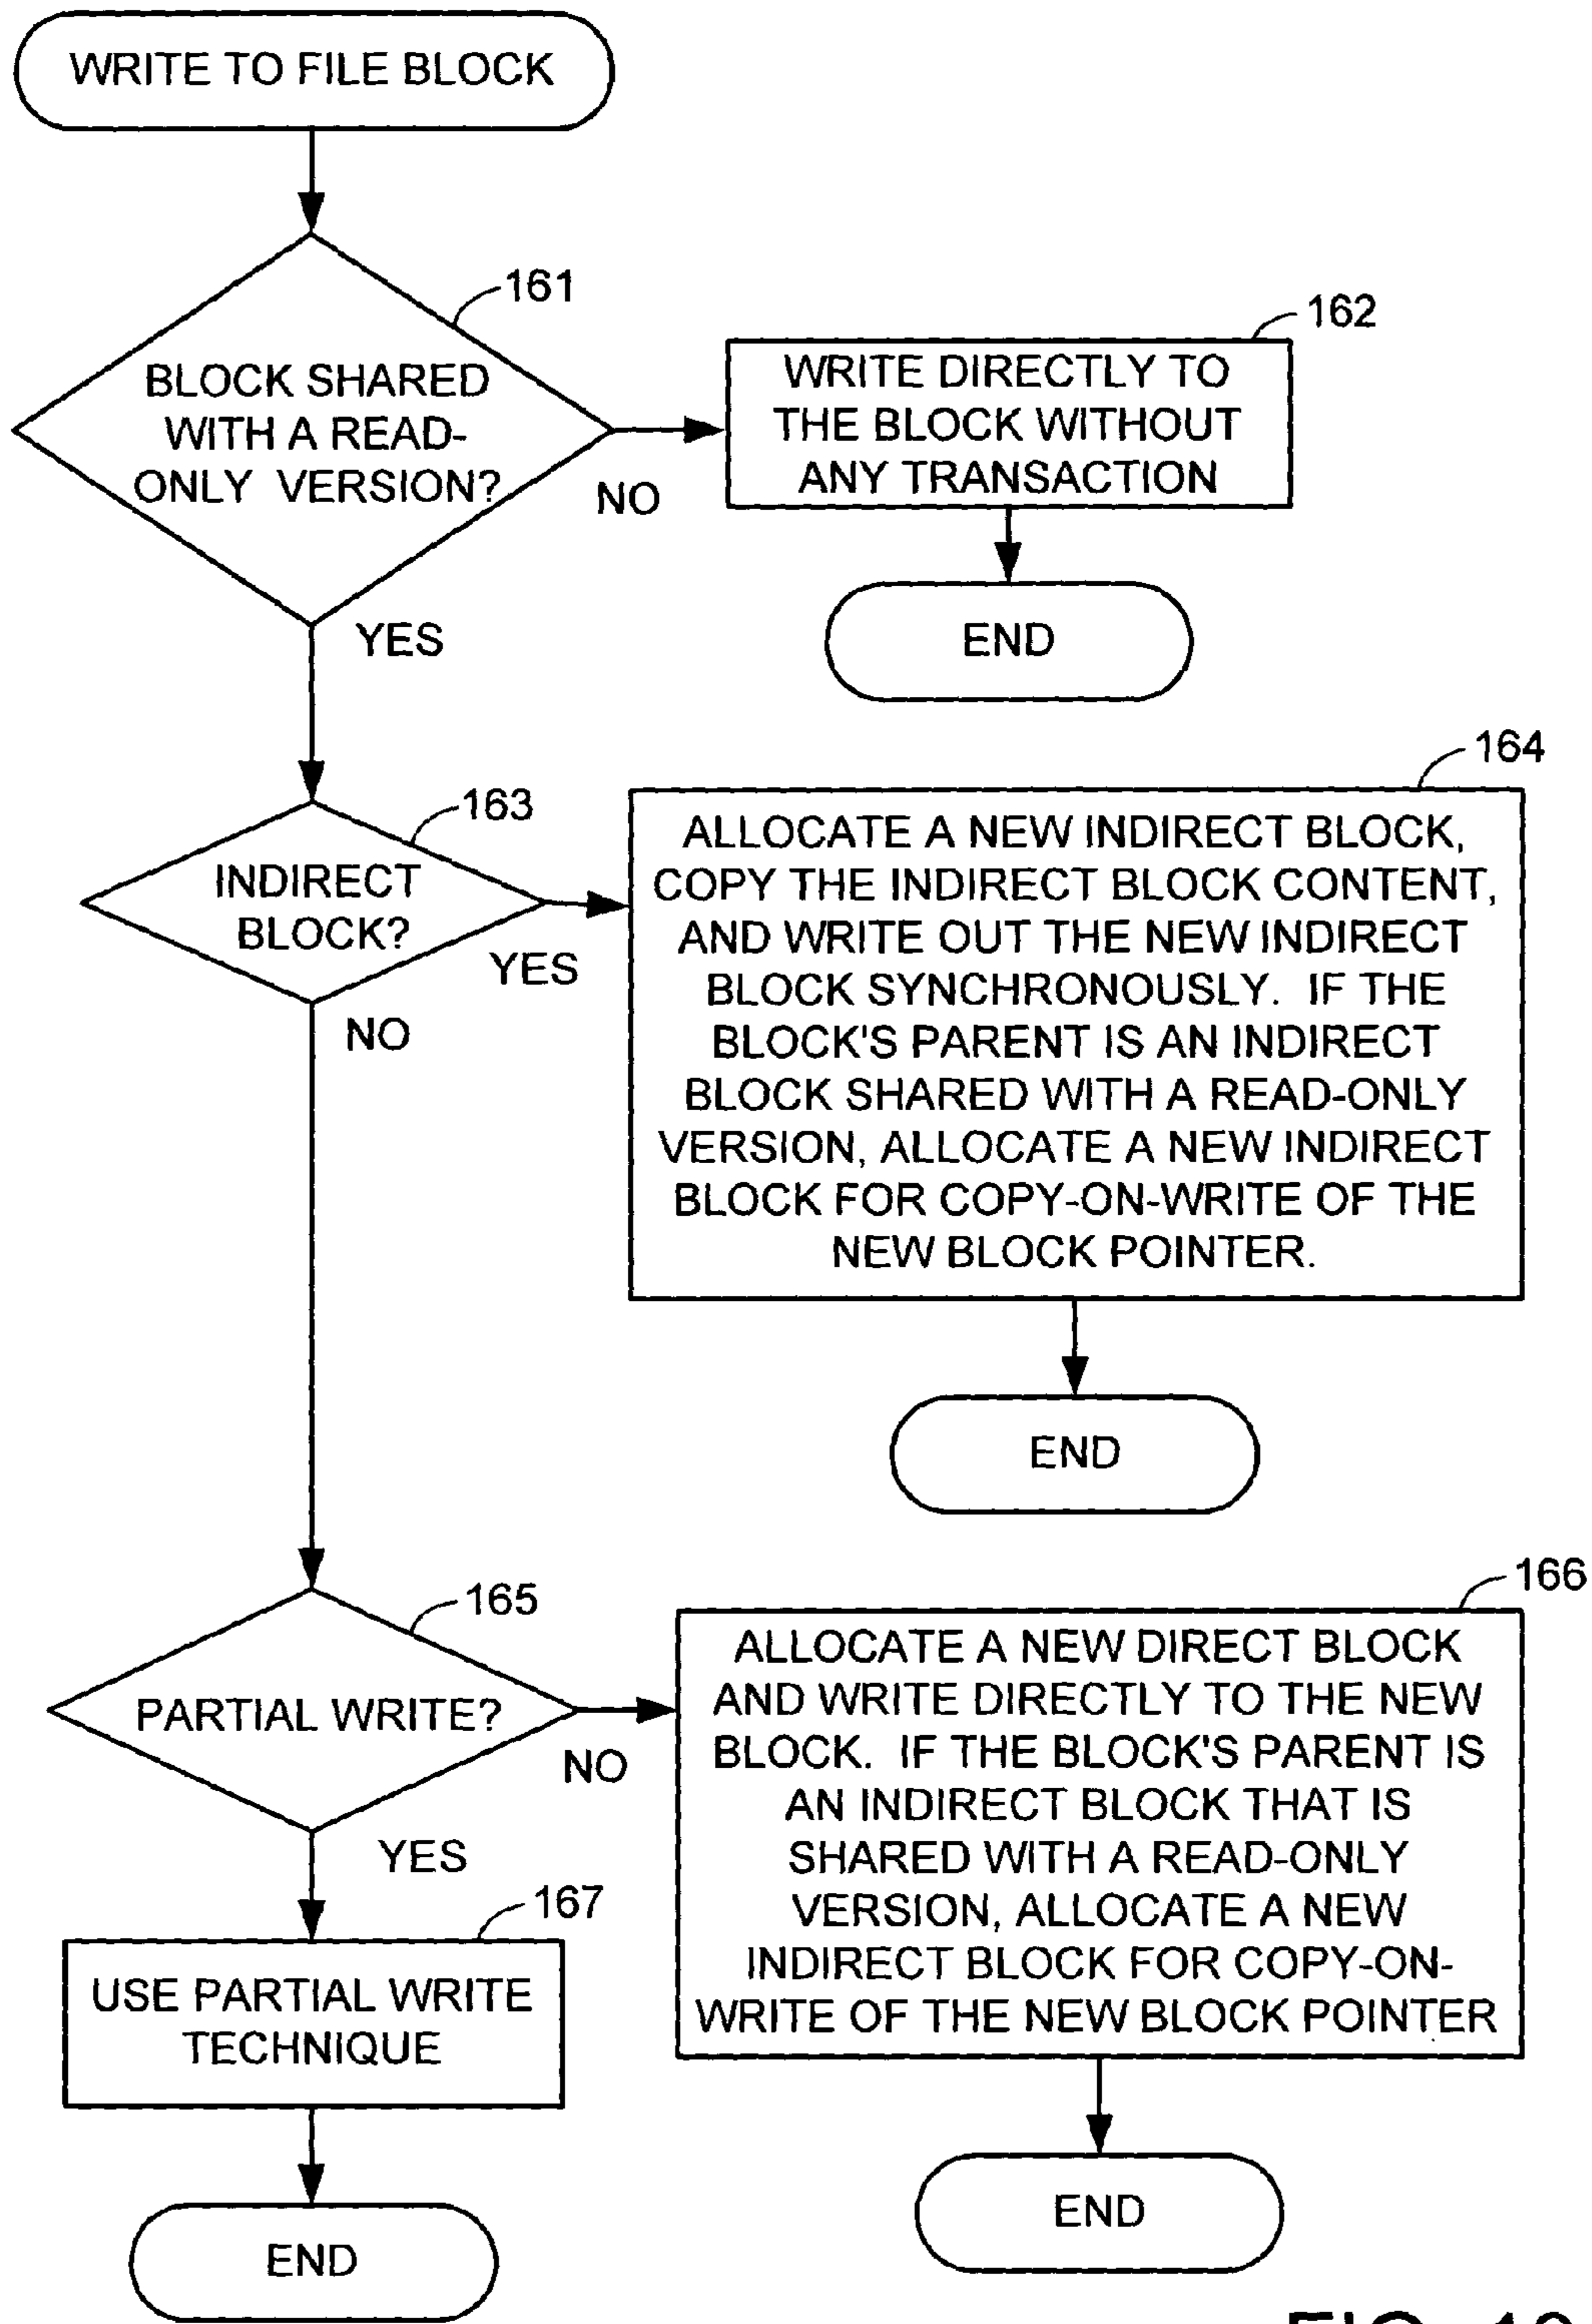 WRITE TO FILE BLOCK
161
BLOCK SHARED
WITH A READ-
ONLY VERSION?
NO
YES
162
WRITE DIRECTLY TO
THE BLOCK WITHOUT
ANY TRANSACTION
END
163
INDIRECT
BLOCK?
YES
NO
164
ALLOCATE A NEW INDIRECT BLOCK,
COPY THE INDIRECT BLOCK CONTENT,
AND WRITE OUT THE NEW INDIRECT
BLOCK SYNCHRONOUSLY. IF THE
BLOCK'S PARENT IS AN INDIRECT
BLOCK SHARED WITH A READ-ONLY
VERSION, ALLOCATE A NEW INDIRECT
BLOCK FOR COPY-ON-WRITE OF THE
NEW BLOCK POINTER.
END
165
PARTIAL WRITE?
NO
YES
166
ALLOCATE A NEW DIRECT BLOCK
AND WRITE DIRECTLY TO THE NEW
BLOCK. IF THE BLOCK'S PARENT IS
AN INDIRECT BLOCK THAT IS
SHARED WITH A READ-ONLY
VERSION, ALLOCATE A NEW
INDIRECT BLOCK FOR COPY-ON-
WRITE OF THE NEW BLOCK POINTER
END
167
USE PARTIAL WRITE
TECHNIQUE
END